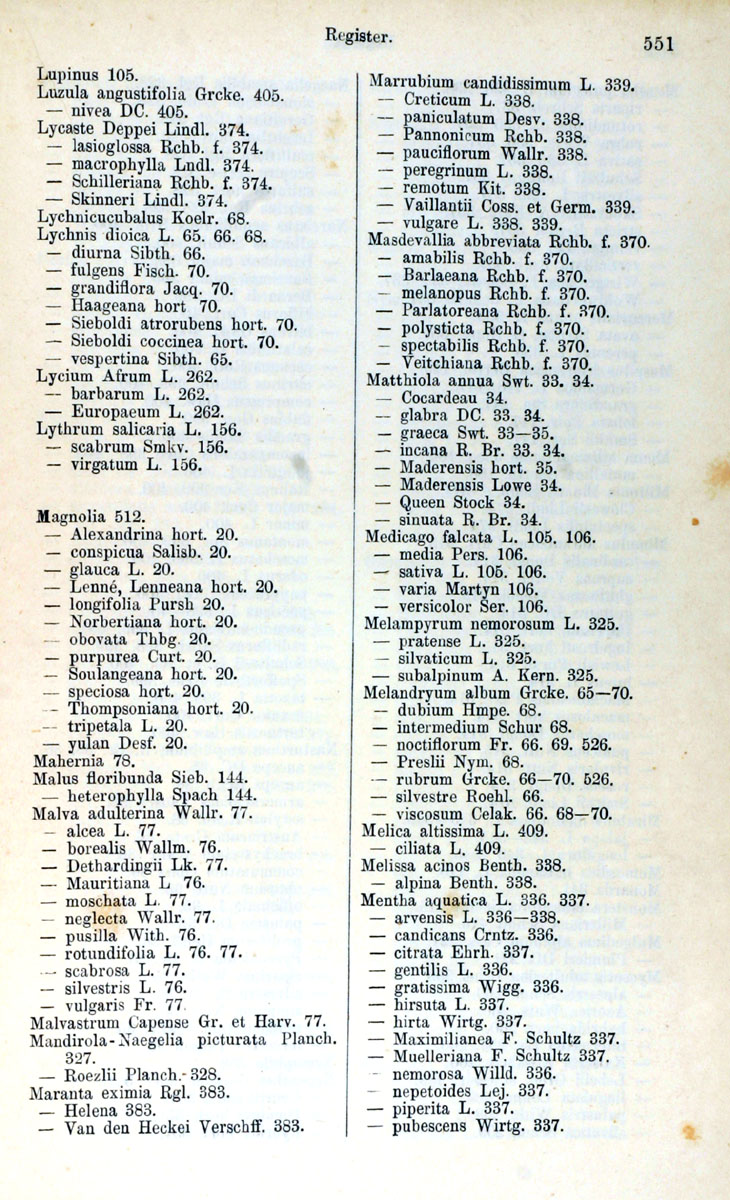 Register.
551
Lupinus 105.
Luzula angustifolia Grcke. 405.
— nivea DC. 405.
Lycaste Deppei Lindl. 374.
— lasioglossa Rchb. f. 374.
— macrophylla Lndl. 374.
— Schilleriana Rchb. f. 374.
— Skinneri Lindl. 374.
Lychnicucubalus Koelr. 68.
Lychnis dioica L. 65. 66. 68.
— diurna Sibth. 66.
— fulgens Fisch. 70.
— grandiflora Jacq. 70.
— Haageana hort 70.
— Sieboldi atrorubens hort. 70.
— Sieboldi coccinea hort. 70.
— vespertina Sibth. 65.
Lycium Afrum L. 262.
— barbarum L. 262.
— Europaeum L. 262.
Lythrum salicaria L. 156.
— scabrum Smkv. 156.
— virgatum L. 156.
Magnolia 512.
— Alexandrina hort. 20.
— conspicua Salisb. 20.
— glauca L. 20.
— Lenné, Lenneana hort. 20.
— longifolia Pursh 20.
— Norbertiana hort. 20.
— obovata Thbg. 20.
— purpurea Curt. 20.
— Soulangeana hort. 20.
— speciosa hort. 20.
— Thompsoniana hort. 20.
— tripetala L. 20.
— yulan Desf. 20.
Mahernia 78.
Malus floribunda Sieb. 144.
— heterophylla Spach 144.
Malva adulterina Wallr. 77.
— alcea L. 77.
— borealis Wallm. 76.
— Dethardingii Lk. 77.
— Mauritiana L 76.
— moschata L. 77.
— neglecta Wallr. 77.
— pusilla With. 76.
— rotundifolia L. 76. 77.
— scabrosa L. 77.
— silvestris L. 76.
— vulgaris Fr. 77.
Malvastrum Capense Gr. et Harv. 77.
Mandirola-Naegelia picturata Planch.
327.
— Roezlii Planch. 328.
Maranta eximia Rgl. 383.
— Helena 383.
— Van den Heckei Verschff. 383.
Marrubium candidissimum L. 339.
— Creticum L. 338.
— paniculatum Desv. 338.
— Pannonicum Rchb. 338.
— pauciflorum Wallr. 338.
— peregrinum L. 338.
— remotum Kit. 338.
— Vaillantii Coss. et Germ. 339.
— vulgare L. 338. 339.
Masdevallia abbreviata Rchb. f. 370.
— amabilis Rchb. f. 370.
— Barlaeana Rchb. f. 370.
— melanopus Rchb. f. 370.
— Parlatoreana Rchb. f. 370.
— polysticta Rchb. f. 370.
— spectabilis Rchb. f. 370.
— Veitchiana Rchb. f. 370.
Matthiola annua Swt. 33. 34.
— Cocardeau 34.
— glabra DC. 33. 34.
— graeca Swt. 33—35.
— incana R. Br. 33. 34.
— Maderensis hort. 35.
— Maderensis Lowe 34.
— Queen Stock 34.
— sinuata R. Br. 34.
Medicago falcata L. 105. 106.
— media Pers. 106.
— sativa L. 105. 106.
— varia Martyn 106.
— versicolor Ser. 106.
Melampyrum nemorosum L. 325.
— pratense L. 325.
— silvaticum L. 325.
— subalpinum A. Kern. 325.
Melandryum album Grcke. 65—70.
— dubium Hmpe. 68.
— intermedium Schur 68.
— noctiflorum Fr. 66. 69. 526.
— Preslii Nym. 68.
— rubrum Grcke. 66—70. 526.
— silvestre Roehl. 66.
— viscosum Celak. 66. 68—70.
Melica altissima L. 409.
— ciliata L. 409.
Melissa acinos Benth. 338
— alpina Benth. 338.
Mentha aquatica L. 336. 337.
— arvensis L. 336—338.
— candicans Crntz. 336.
— citrata Ehrh. 337.
— gentilis L. 336.
— gratissima Wigg. 336.
— hirsuta L. 337.
— hirta Wirtg. 337.
— Maximilianea F. Schultz 337.
— Muelleriana F. Schultz 337.
— nemorosa Willd. 336.
— nepetoides Lej. 337.
— piperita L. 337.
— pubescens Wirtg. 337.